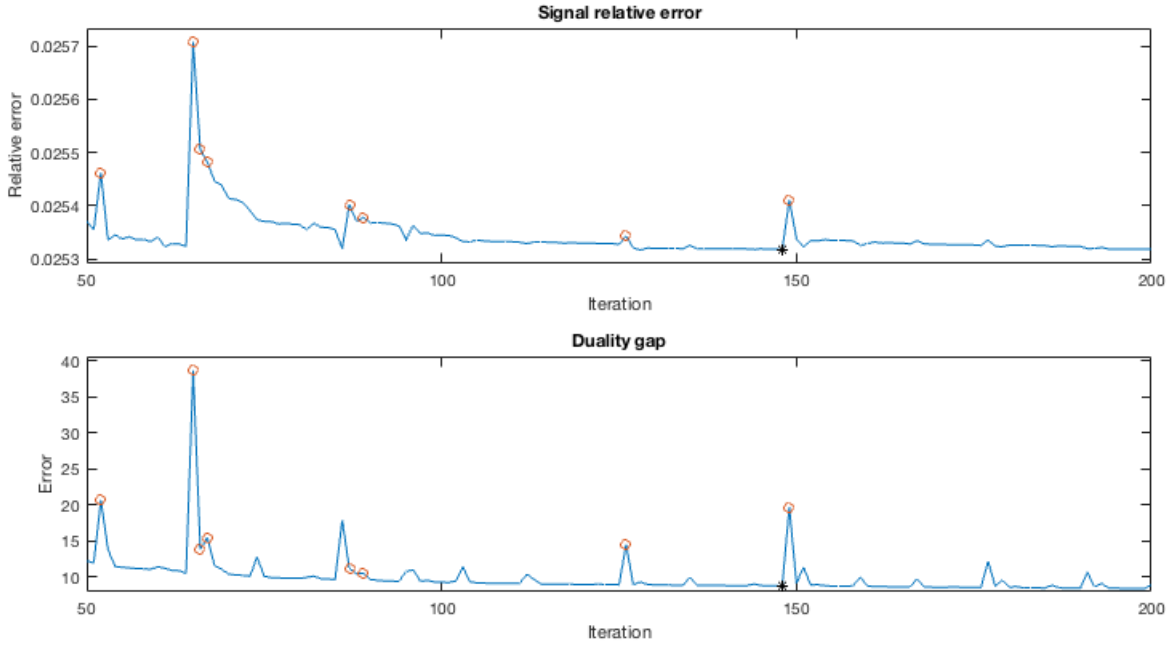 Signal relative error
0.0257
0.0256
0.0255
0.0254
0.0253
Relative error
50 100 150 200
Iteration
Duality gap
40
35
30
25
20
15
10
Error
50 100 150 200
Iteration